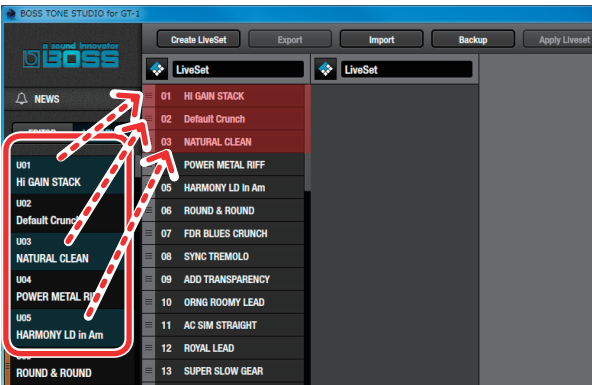 BOSS TONE STUDIO for GT-1
a sound innovator
BOSS
NEWS
U01
Hi GAIN STACK
U02
Default Crunch
U03
NATURAL CLEAN
U04
POWER METAL RI
U05
HARMONY LD in Am
ROUND & ROUND
Create LiveSet
Export
Import
Backup
Apply Liveset
LiveSet
01 HI GAIN STACK
02 Default Crunch
03 NATURAL CLEAN
POWER METAL RIFF
05 HARMONY LD in Am
06 ROUND & ROUND
07 FDR BLUES CRUNCH
08 SYNC TREMOLO
09 ADD TRANSPARENCY
10 ORNG ROOMY LEAD
11 AC SIM STRAIGHT
12 ROYAL LEAD
13 SUPER SLOW GEAR
LiveSet